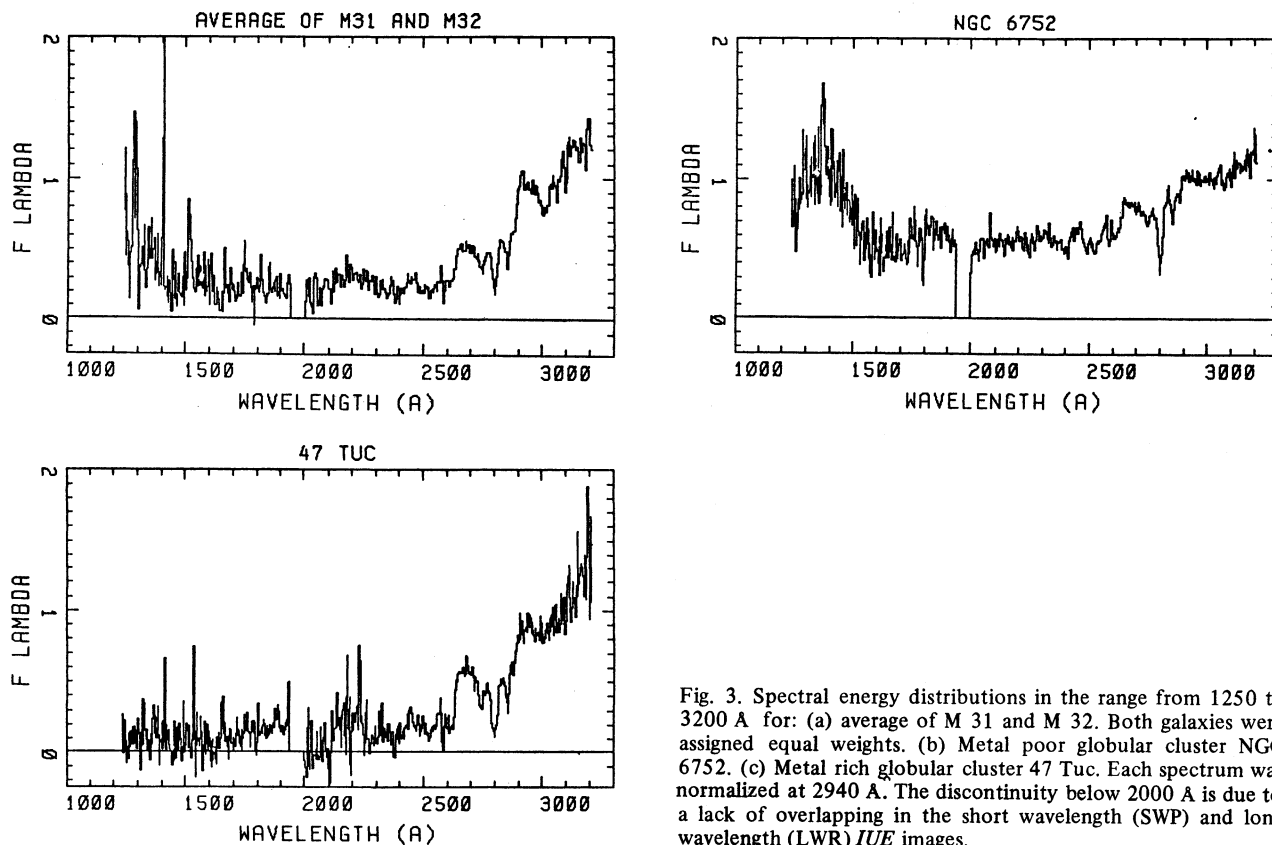 AVERAGE OF M31 AND M32
2
1
0
F LAMBDA
1000 1500 2000 2500 3000
WAVELENGTH (A)
NGC 6752
2
1
0
F LAMBDA
1000 1500 2000 2500 3000
WAVELENGTH (A)
47 TUC
2
1
0
F LAMBDA
1000 1500 2000 2500 3000
WAVELENGTH (A)
Fig. 3. Spectral energy distributions in the range from 1250 t
3200 A for: (a) average of M 31 and M 32. Both galaxies wer
assigned equal weights. (b) Metal poor globular cluster NGC
6752. (c) Metal rich globular cluster 47 Tuc. Each spectrum wa
normalized at 2940 A. The discontinuity below 2000 A is due to
a lack of overlapping in the short wavelength (SWP) and lon
wavelength (LWR) IUE images.